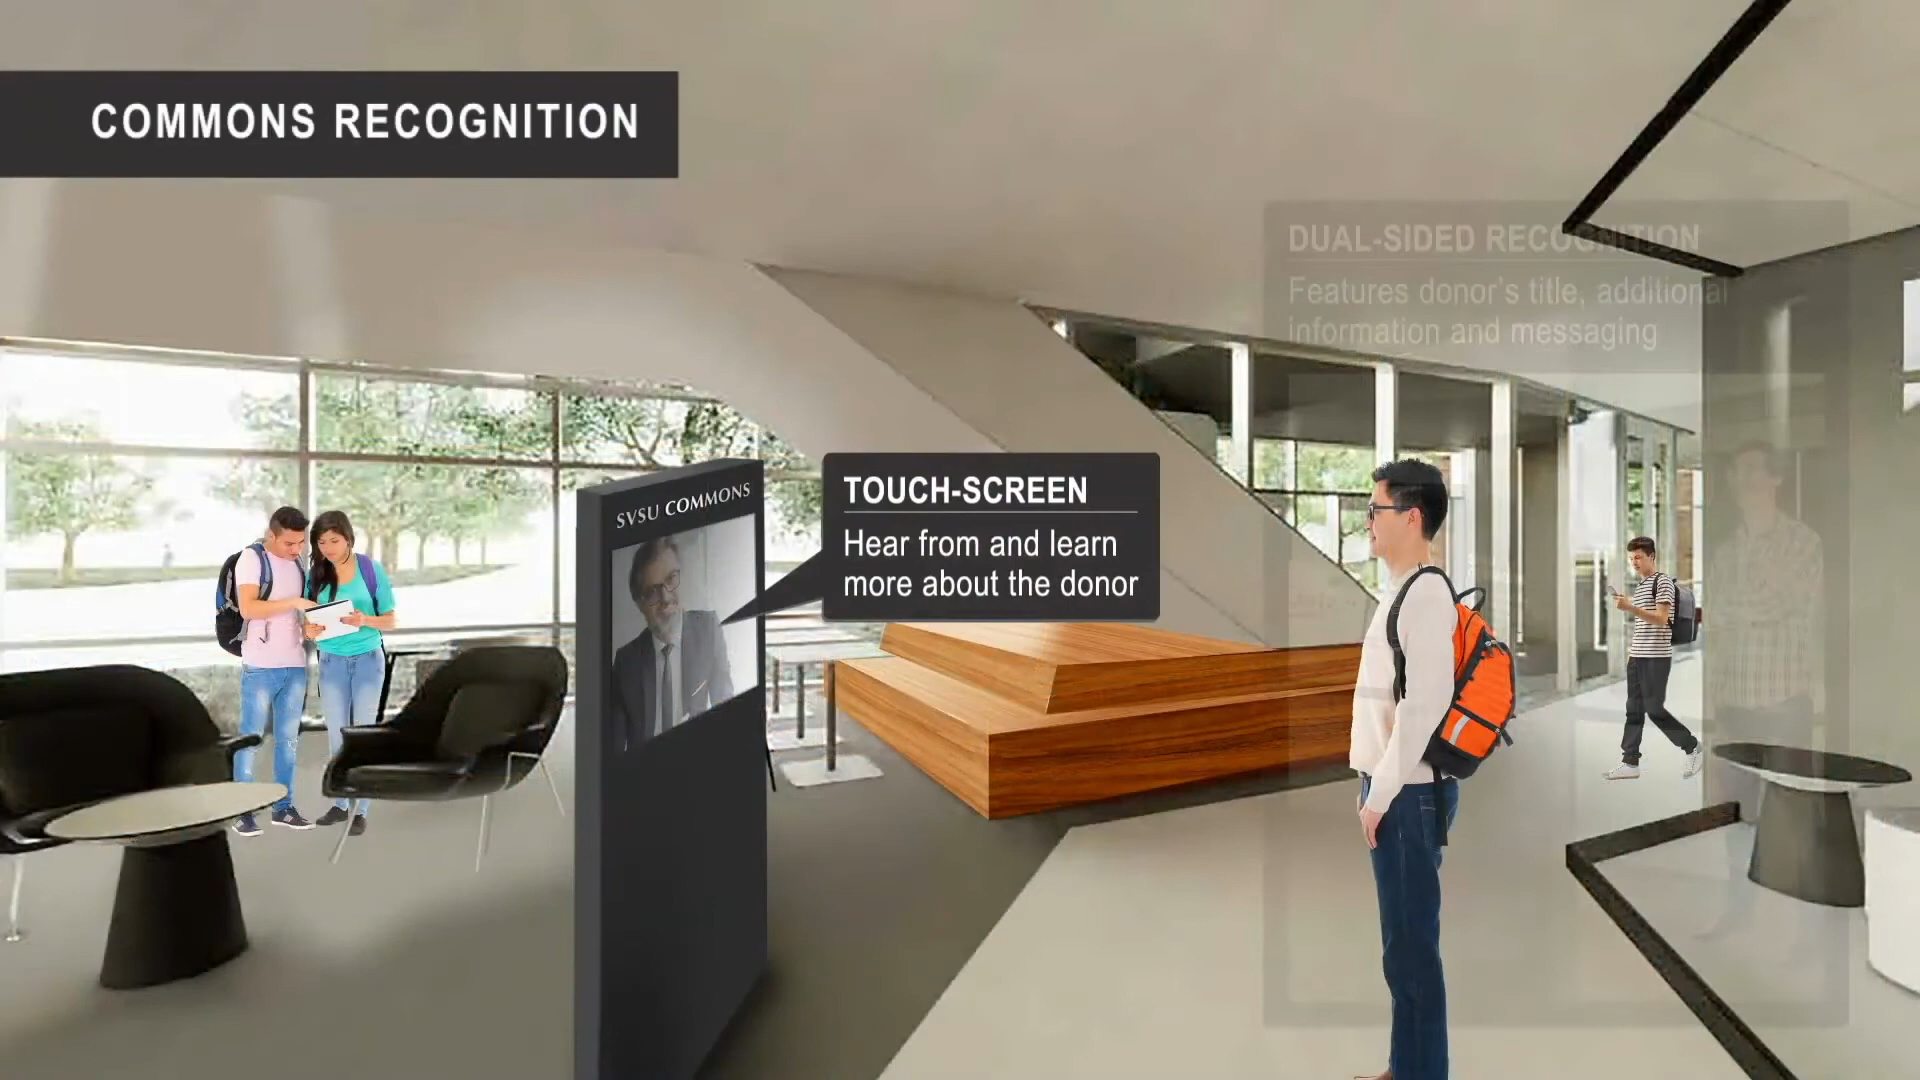 COMMONS RECOGNITION
DUAL-SIDED RECOGNITION
Features donor's title, additional
information and messaging
SVSU COMMONS
TOUCH-SCREEN
Hear from and learn
more about the donor